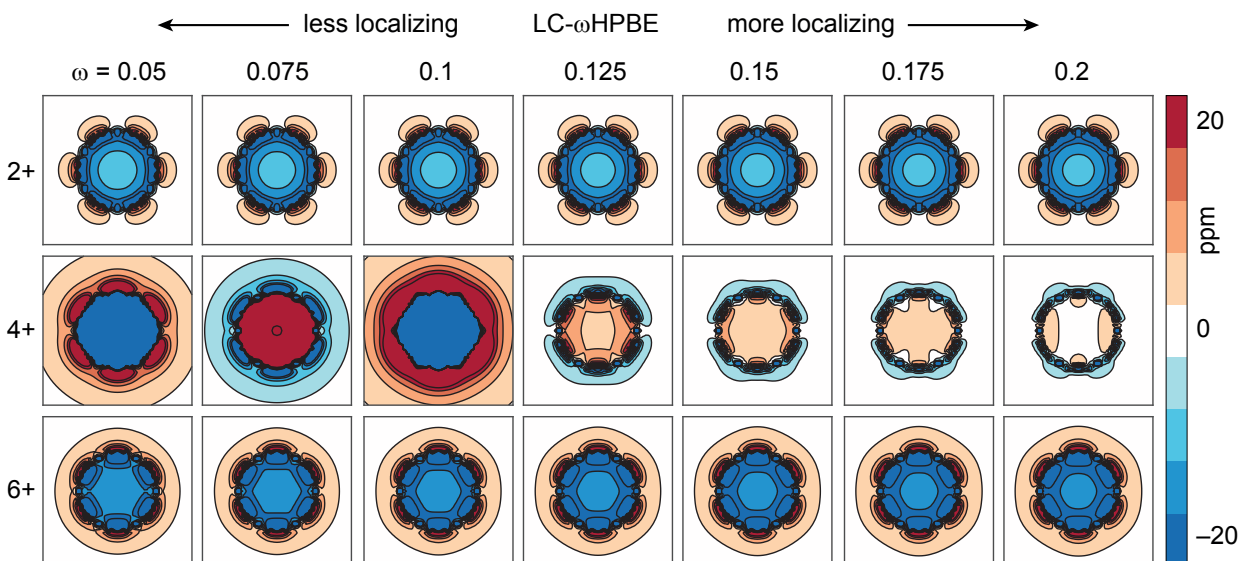 less localizing LC-ωHPBE more localizing
ω = 0.05 0.075 0.1 0.125 0.15 0.175 0.2
2+
4+
6+
20
ppm
0
–20